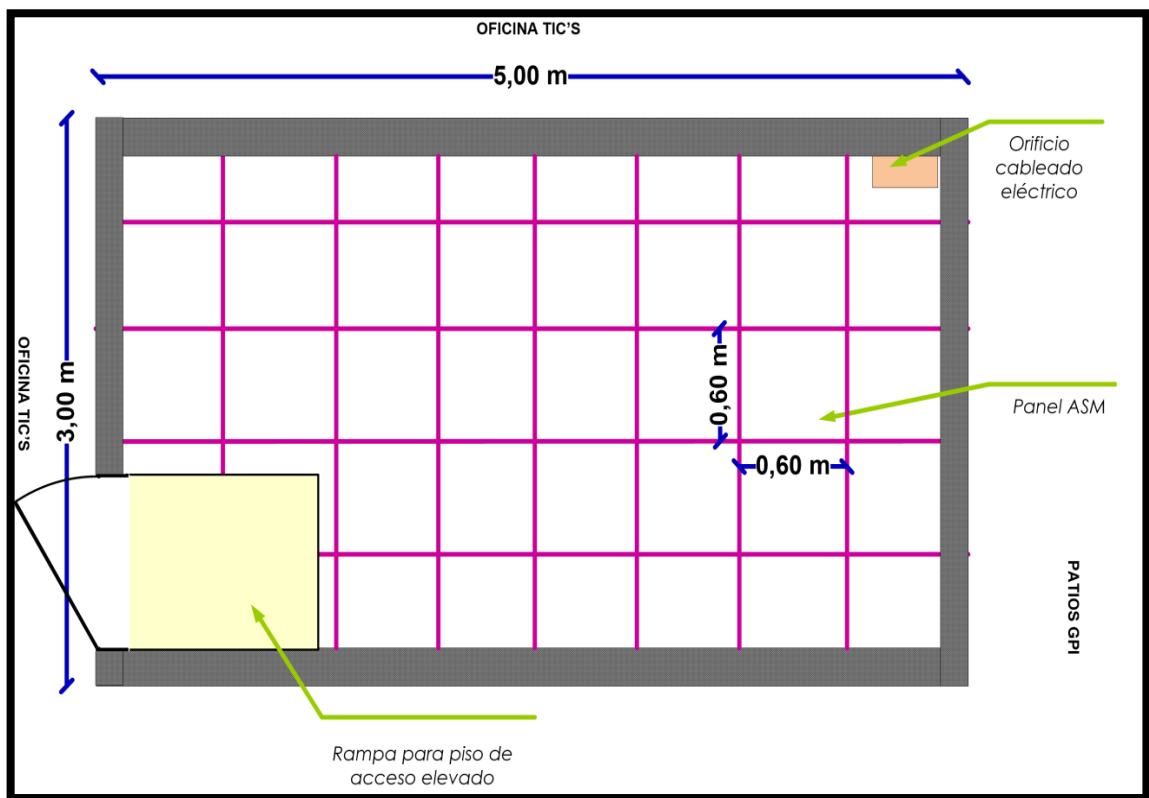 OFICINA TIC'S
5,00 m
Orificio
cableado
eléctrico
OFICINA TIC'S
3,00 m
0,60 m
Panel ASM
0,60 m
PATIOS GPI
Rampa para piso de
acceso elevado